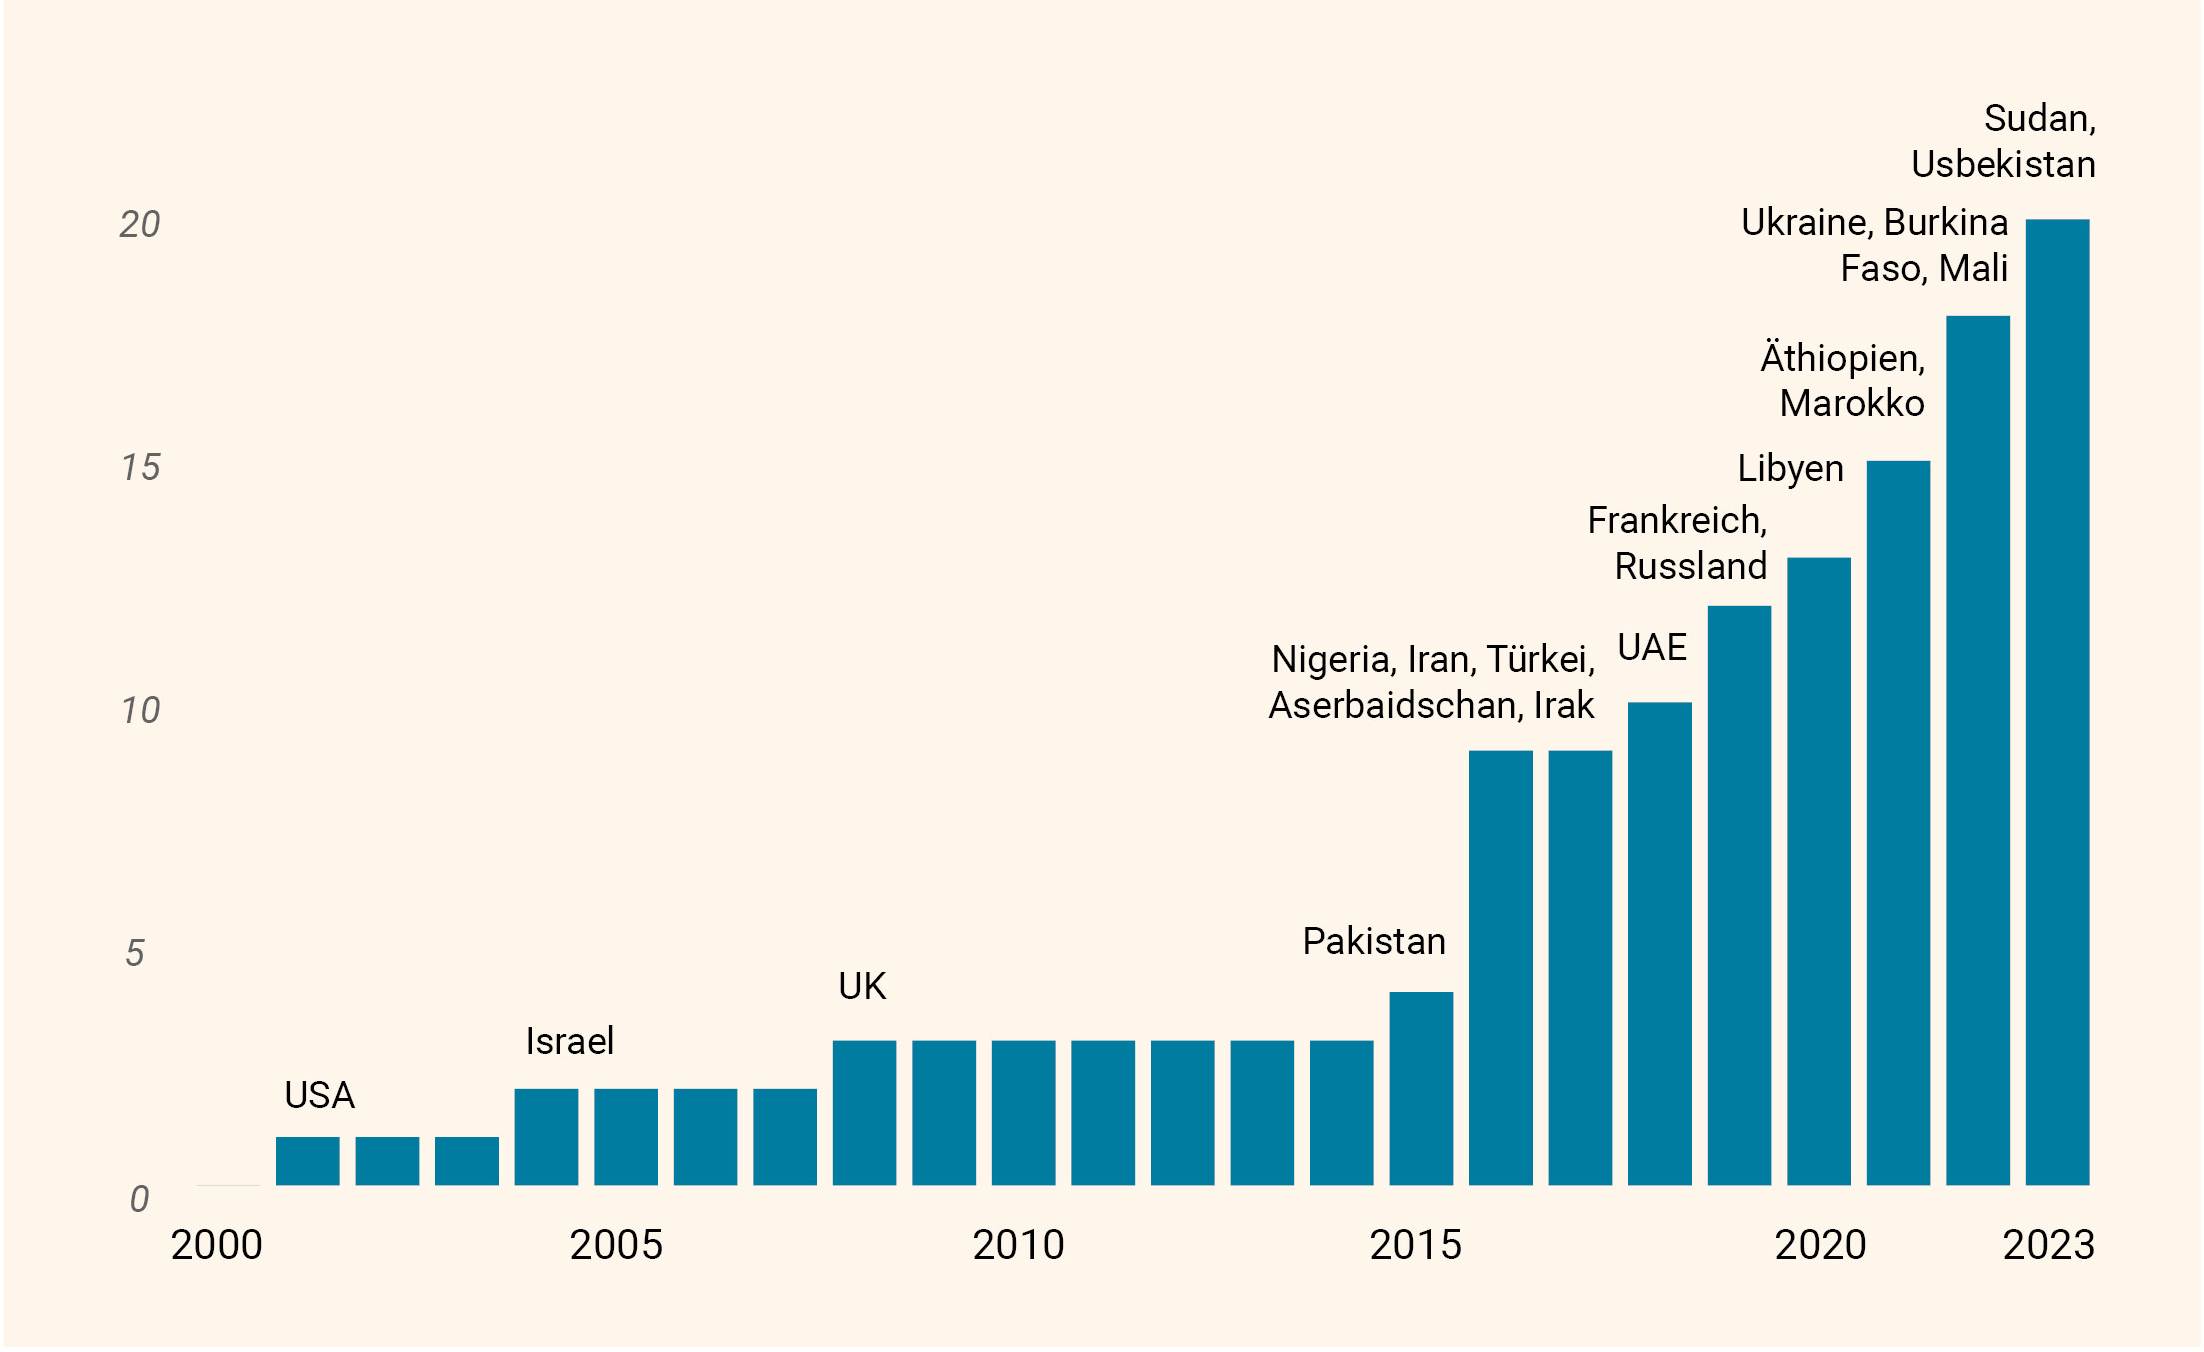 Sudan,
Usbekistan
20
Ukraine, Burkina
Faso, Mali
Äthiopien,
Marokko
15
Libyen
Frankreich,
Russland
Nigeria, Iran, Türkei,
Aserbaidschan, Irak
UAE
10
Pakistan
5
UK
Israel
USA
0
2000 2005 2010 2015 2020 2023